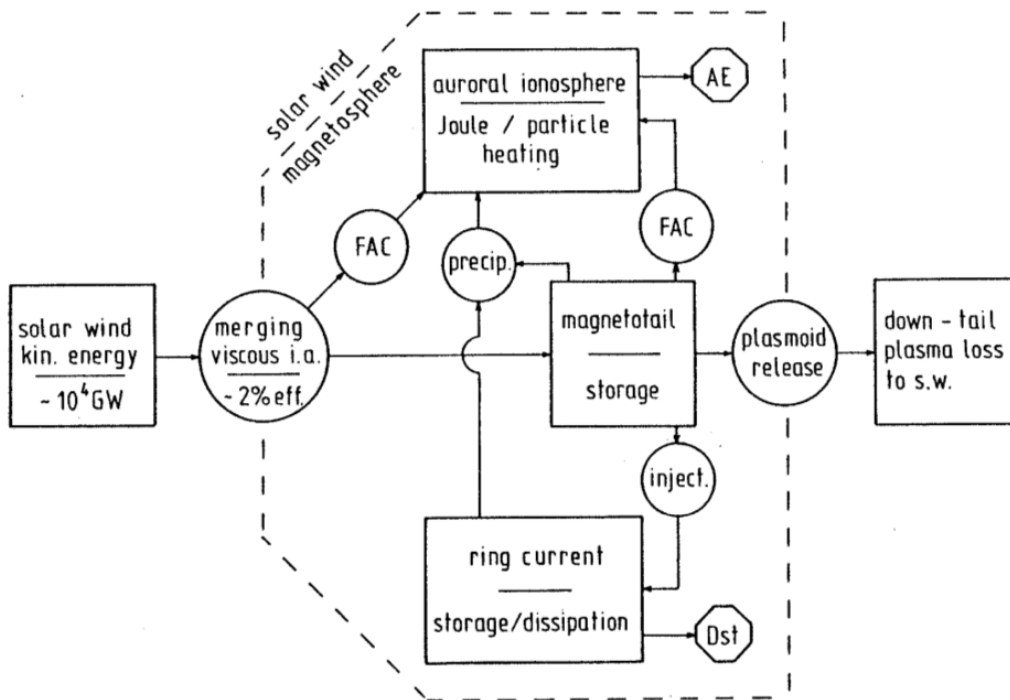 solar wind
magnetosphere
auroral ionosphere
Joule / particle
heating
AE
FAC
FAC
precip.
solar wind
kin. energy
~ 10⁴ GW
merging
viscous i.a.
~ 2% eff.
magnetotail
storage
plasmoid
release
down - tail
plasma loss
to s.w.
inject.
ring current
storage/dissipation
Dst